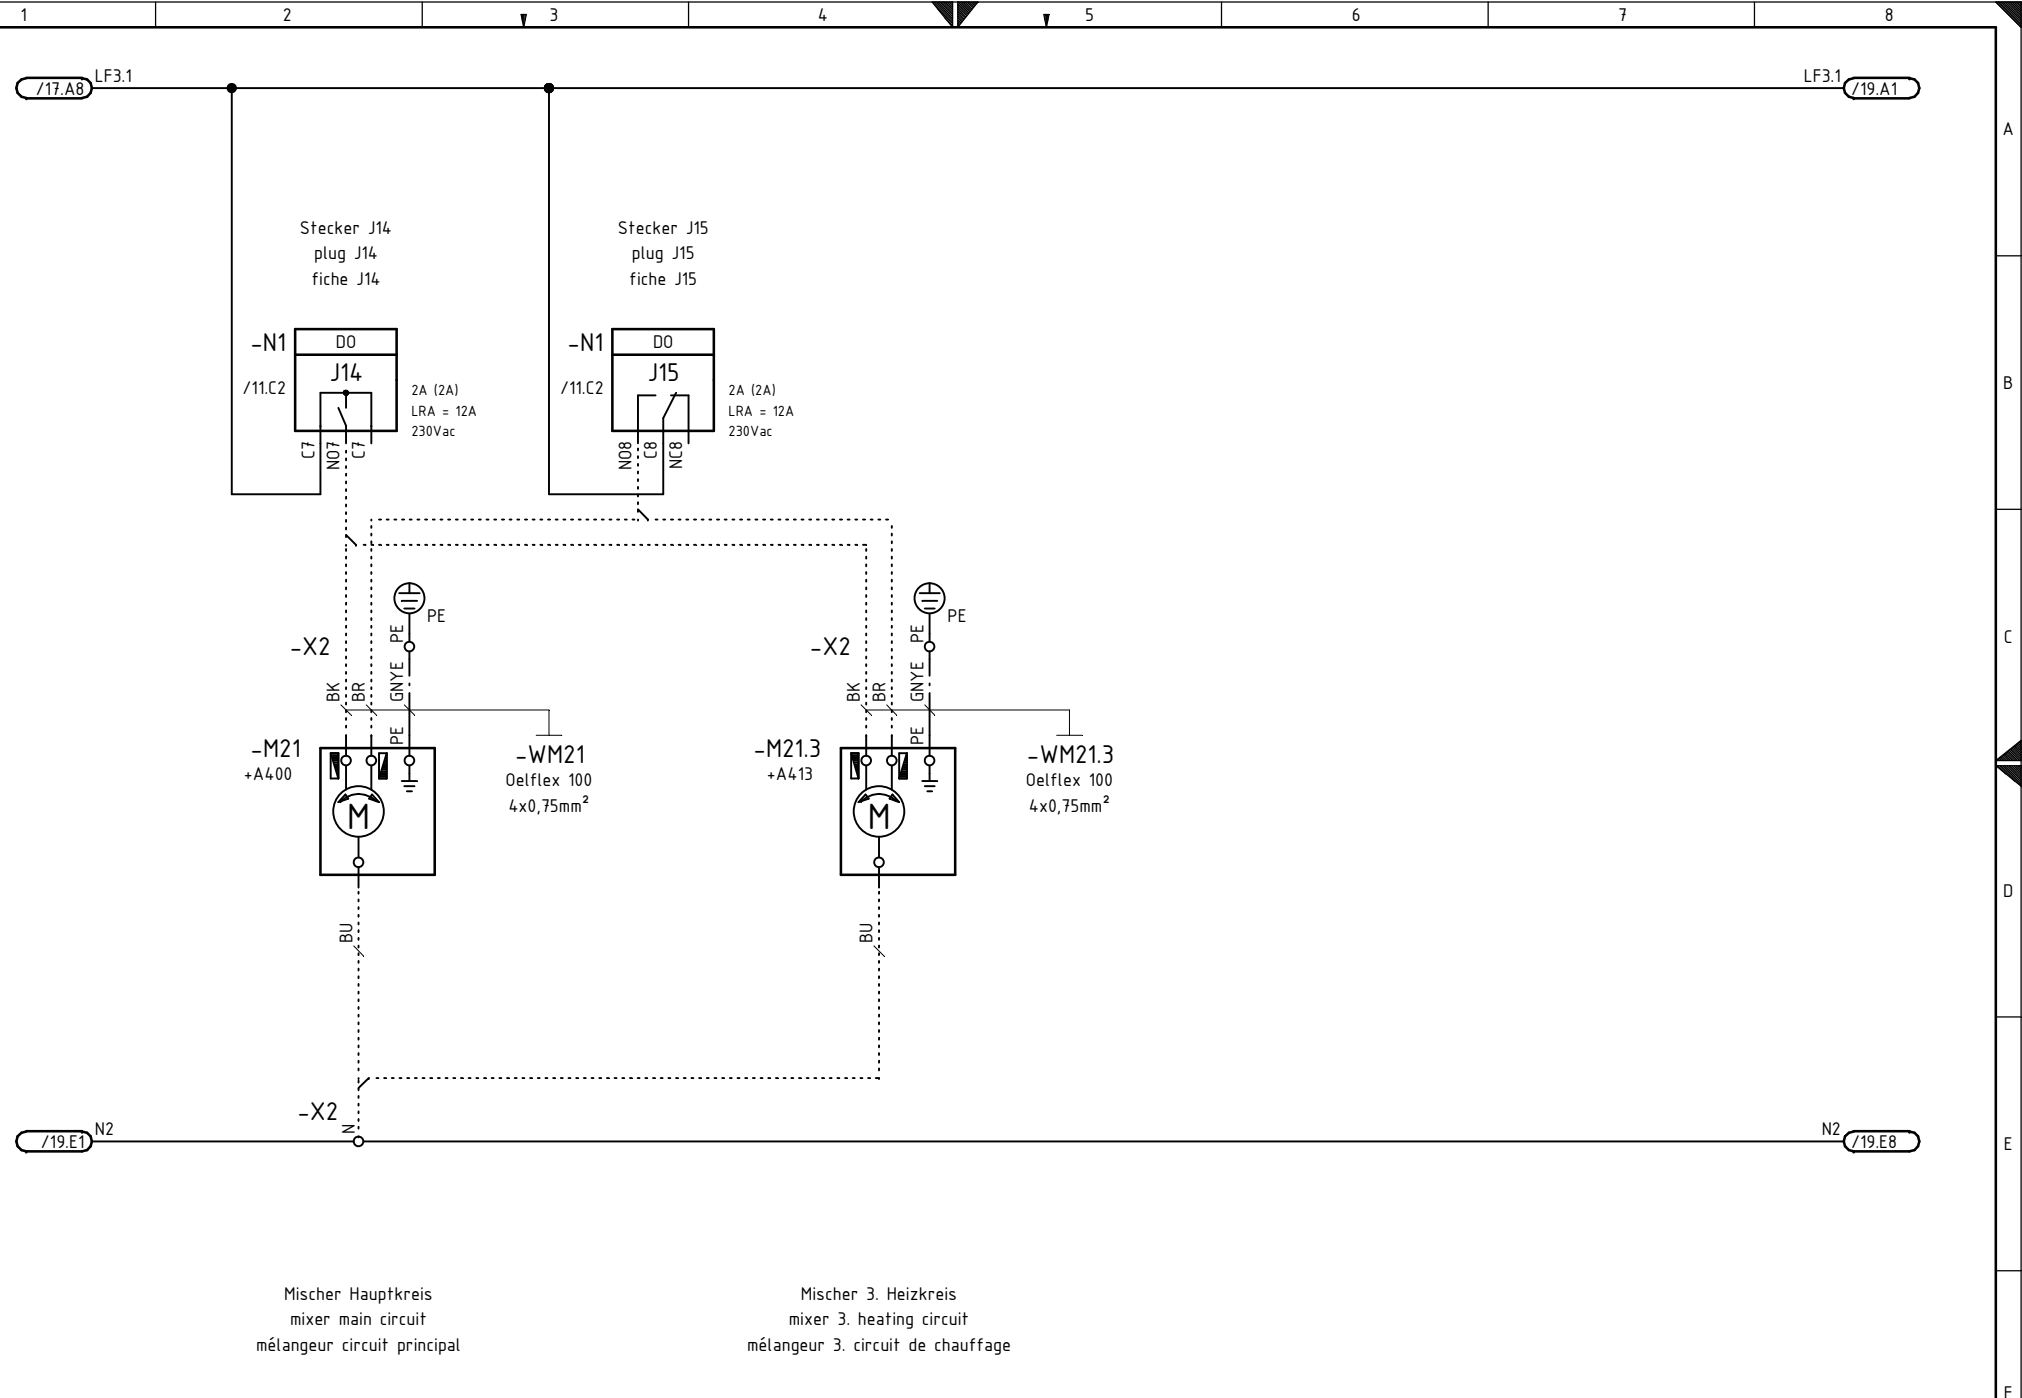 1 2 3 4 5 6 7 8
LF3.1 LF3.1
/17.A8 /19.A1
A
Stecker J14 Stecker J15
plug J14 plug J15
fiche J14 fiche J15
-N1 DO -N1 DO
J14 J15
/11.C2 2A (2A) /11.C2 2A (2A)
B
LRA = 12A LRA = 12A
230Vac 230Vac
C7 NO7 C7 NO8 C8 NC8
PE PE
PE PE
-X2 -X2
C
BK BR GNYE BK BR GNYE
PE PE
-M21 -WM21 -M21.3 -WM21.3
+A400 Oelflex 100 +A413 Oelflex 100
4x0,75mm² 4x0,75mm²
M M
D
BU BU
-X2
N
N2 N2
/19.E1 /19.E8
E
Mischer Hauptkreis Mischer 3. Heizkreis
mixer main circuit mixer 3. heating circuit
mélangeur circuit principal mélangeur 3. circuit de chauffage
F